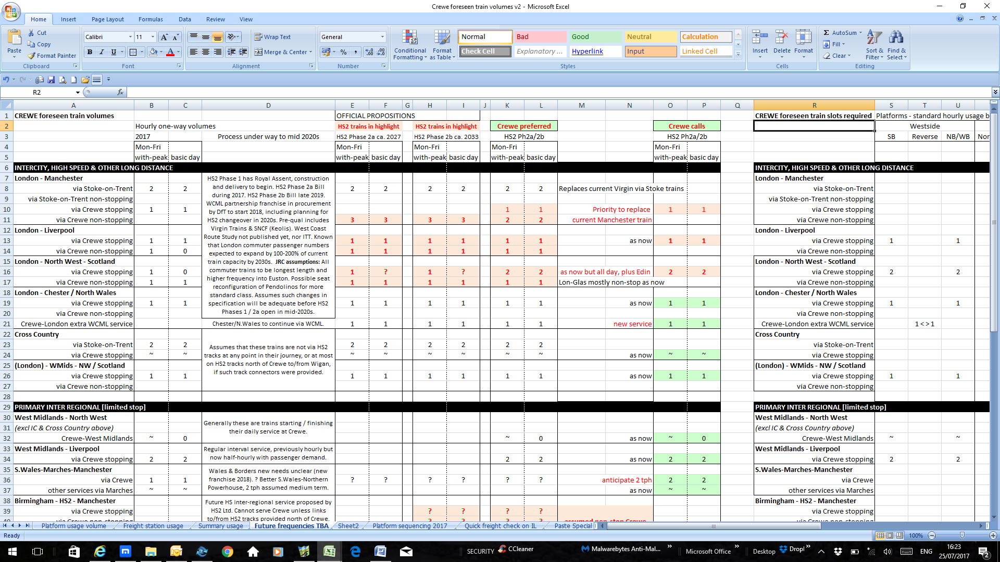 Crewe foreseen train volumes v2 - Microsoft Excel
Home Insert Page Layout Formulas Data Review View
Paste Cut Copy Format Painter Clipboard
Calibri 11 A A B I U A Font
Wrap Text Merge & Center Alignment
General % , Number
Conditional Formatting Format as Table
Normal Bad Good Neutral Calculation
Check Cell Explanatory ... Hyperlink Input Linked Cell
Styles
Insert Delete Format Cells
Σ AutoSum Fill Clear Sort & Filter Find & Select Editing
R2 fx
A B C D E F G H I J K L M N O P Q R S T U
1 CREWE foreseen train volumes OFFICIAL PROPOSITIONS CREWE foreseen train slots required Platforms - standard hourly usage b
2 Hourly one-way volumes HS2 trains in highlight HS2 trains in highlight Crewe preferred Crewe calls Westside
3 2017 Process under way to mid 2020s HS2 Phase 2a ca. 2027 HS2 Phase 2b ca. 2033 HS2 Ph2a/2b HS2 Ph2a/2b SB Reverse NB/WB Nor
4 Mon-Fri Mon-Fri Mon-Fri Mon-Fri Mon-Fri
5 with-peak basic day with-peak basic day with-peak basic day with-peak basic day with-peak basic day
6 INTERCITY, HIGH SPEED & OTHER LONG DISTANCE INTERCITY, HIGH SPEED & OTHER LONG DISTANCE
7 London - Manchester London - Manchester
8 via Stoke-on-Trent 2 2 2 2 2 2 2 2 Replaces current Virgin via Stoke trains via Stoke-on-Trent
9 via Stoke-on-Trent non-stopping via Stoke-on-Trent non-stopping
10 via Crewe stopping 1 1 1 1 Priority to replace 1 1 via Crewe stopping
11 via Crewe non-stopping 3 3 3 3 2 2 current Manchester train via Crewe non-stopping
12 London - Liverpool London - Liverpool
13 via Crewe stopping 1 1 1 1 1 1 1 1 as now 1 1 via Crewe stopping 1 1
14 via Crewe non-stopping 1 0 1 1 1 1 1 1 via Crewe non-stopping
15 London - North West - Scotland London - North West - Scotland
16 via Crewe stopping 1 0 1 ? 1 ? 2 2 as now but all day, plus Edin 2 2 via Crewe stopping 2 2
17 via Crewe non-stopping 1 1 1 1 1 1 1 1 Lon-Glas mostly non-stop as now via Crewe non-stopping
18 London - Chester / North Wales London - Chester / North Wales
19 via Crewe stopping 1 1 1 1 1 1 1 1 as now 1 1 via Crewe stopping 1 1
20 via Crewe non-stopping via Crewe non-stopping
HS2 Phase 1 has Royal Assent, construction
and delivery to begin. HS2 Phase 2a Bill
during 2017. HS2 Phase 2b Bill late 2019.
WCML partnership franchise in procurement
by DfT to start 2018, including planning for
HS2 changeover in 2020s. Pre-qual includes
Virgin Trains & SNCF (Keolis). West Coast
Route Study not published yet, nor ITT. Known
that London commuter passenger numbers
expected to expand by 100-200% of current
train capacity by 2030s. JRC assumptions: All
commuter trains to be longest length and
higher frequency into Euston. Possible seat
reconfiguration of Pendolinos for more
standard class. Assumes such changes in
specification will be adequate before HS2
Phases 1 / 2a open in mid-2020s.
21 Crewe-London extra WCML service Chester/N.Wales to continue via WCML. 1 1 1 1 1 1 new service 1 1 Crewe-London extra WCML service 1 < > 1
22 Cross Country Cross Country
23 via Stoke-on-Trent 2 2 2 2 2 2 2 2 via Stoke-on-Trent
24 via Crewe stopping ~ ~ ~ ~ ~ ~ ~ ~ as now ~ ~ via Crewe stopping
25 (London) - WMids - NW / Scotland (London) - WMids - NW / Scotland
26 via Crewe stopping 1 1 1 1 1 1 1 1 as now 1 1 via Crewe stopping 1 1
27 via Crewe non-stopping via Crewe non-stopping
Assumes that these trains are not via HS2
tracks at any point in their journey, or at most
on HS2 tracks north of Crewe to/from Wigan,
if such track connectors were provided.
28
29 PRIMARY INTER REGIONAL [limited stop] PRIMARY INTER REGIONAL [limited stop]
30 West Midlands - North West West Midlands - North West
31 (excl IC & Cross Country above) (excl IC & Cross Country above)
Generally these are trains starting / finishing
their daily service at Crewe.
32 Crewe-West Midlands ~ 0 ~ 0 as now ~ 0 Crewe-West Midlands ~ ~
33 West Midlands - Liverpool West Midlands - Liverpool
Regular interval service, previously hourly but
now half-hourly with passenger demand.
34 via Crewe stopping 2 2 2 2 as now 2 2 via Crewe stopping 2 2
35 S.Wales-Marches-Manchester S.Wales-Marches-Manchester
Wales & Borders new needs unclear (new
franchise 2018). ? Better S.Wales-Northern
Powerhouse, 2 tph assumed medium term.
36 via Crewe 1 1 ? ? ? ? ? ? anticipate 2 tph 2 2 via Crewe
37 other services via Marches ~ ~ as now ~ ~ other services via Marches
38 Birmingham - HS2 - Manchester Birmingham - HS2 - Manchester
Future HS inter-regional service proposed by
HS2 Ltd. Cannot serve Crewe unless links
to/from HS2 tracks provided north of Crewe.
39 via Crewe stopping ? ? ? ? via Crewe stopping
40 via Crewe non-stopping ? ? ? ? assumed non-stop Crewe via Crewe non-stopping
Platform usage volume Freight station usage Summary usage Future frequencies TBA Sheet2 Platform sequencing 2017 Quick freight check on IL Paste Special
Ready 100%
SECURITY CCleaner Malwarebytes Anti-Mal... » Microsoft Office » Desktop Dropl » ENG 16:23
25/07/2017 2